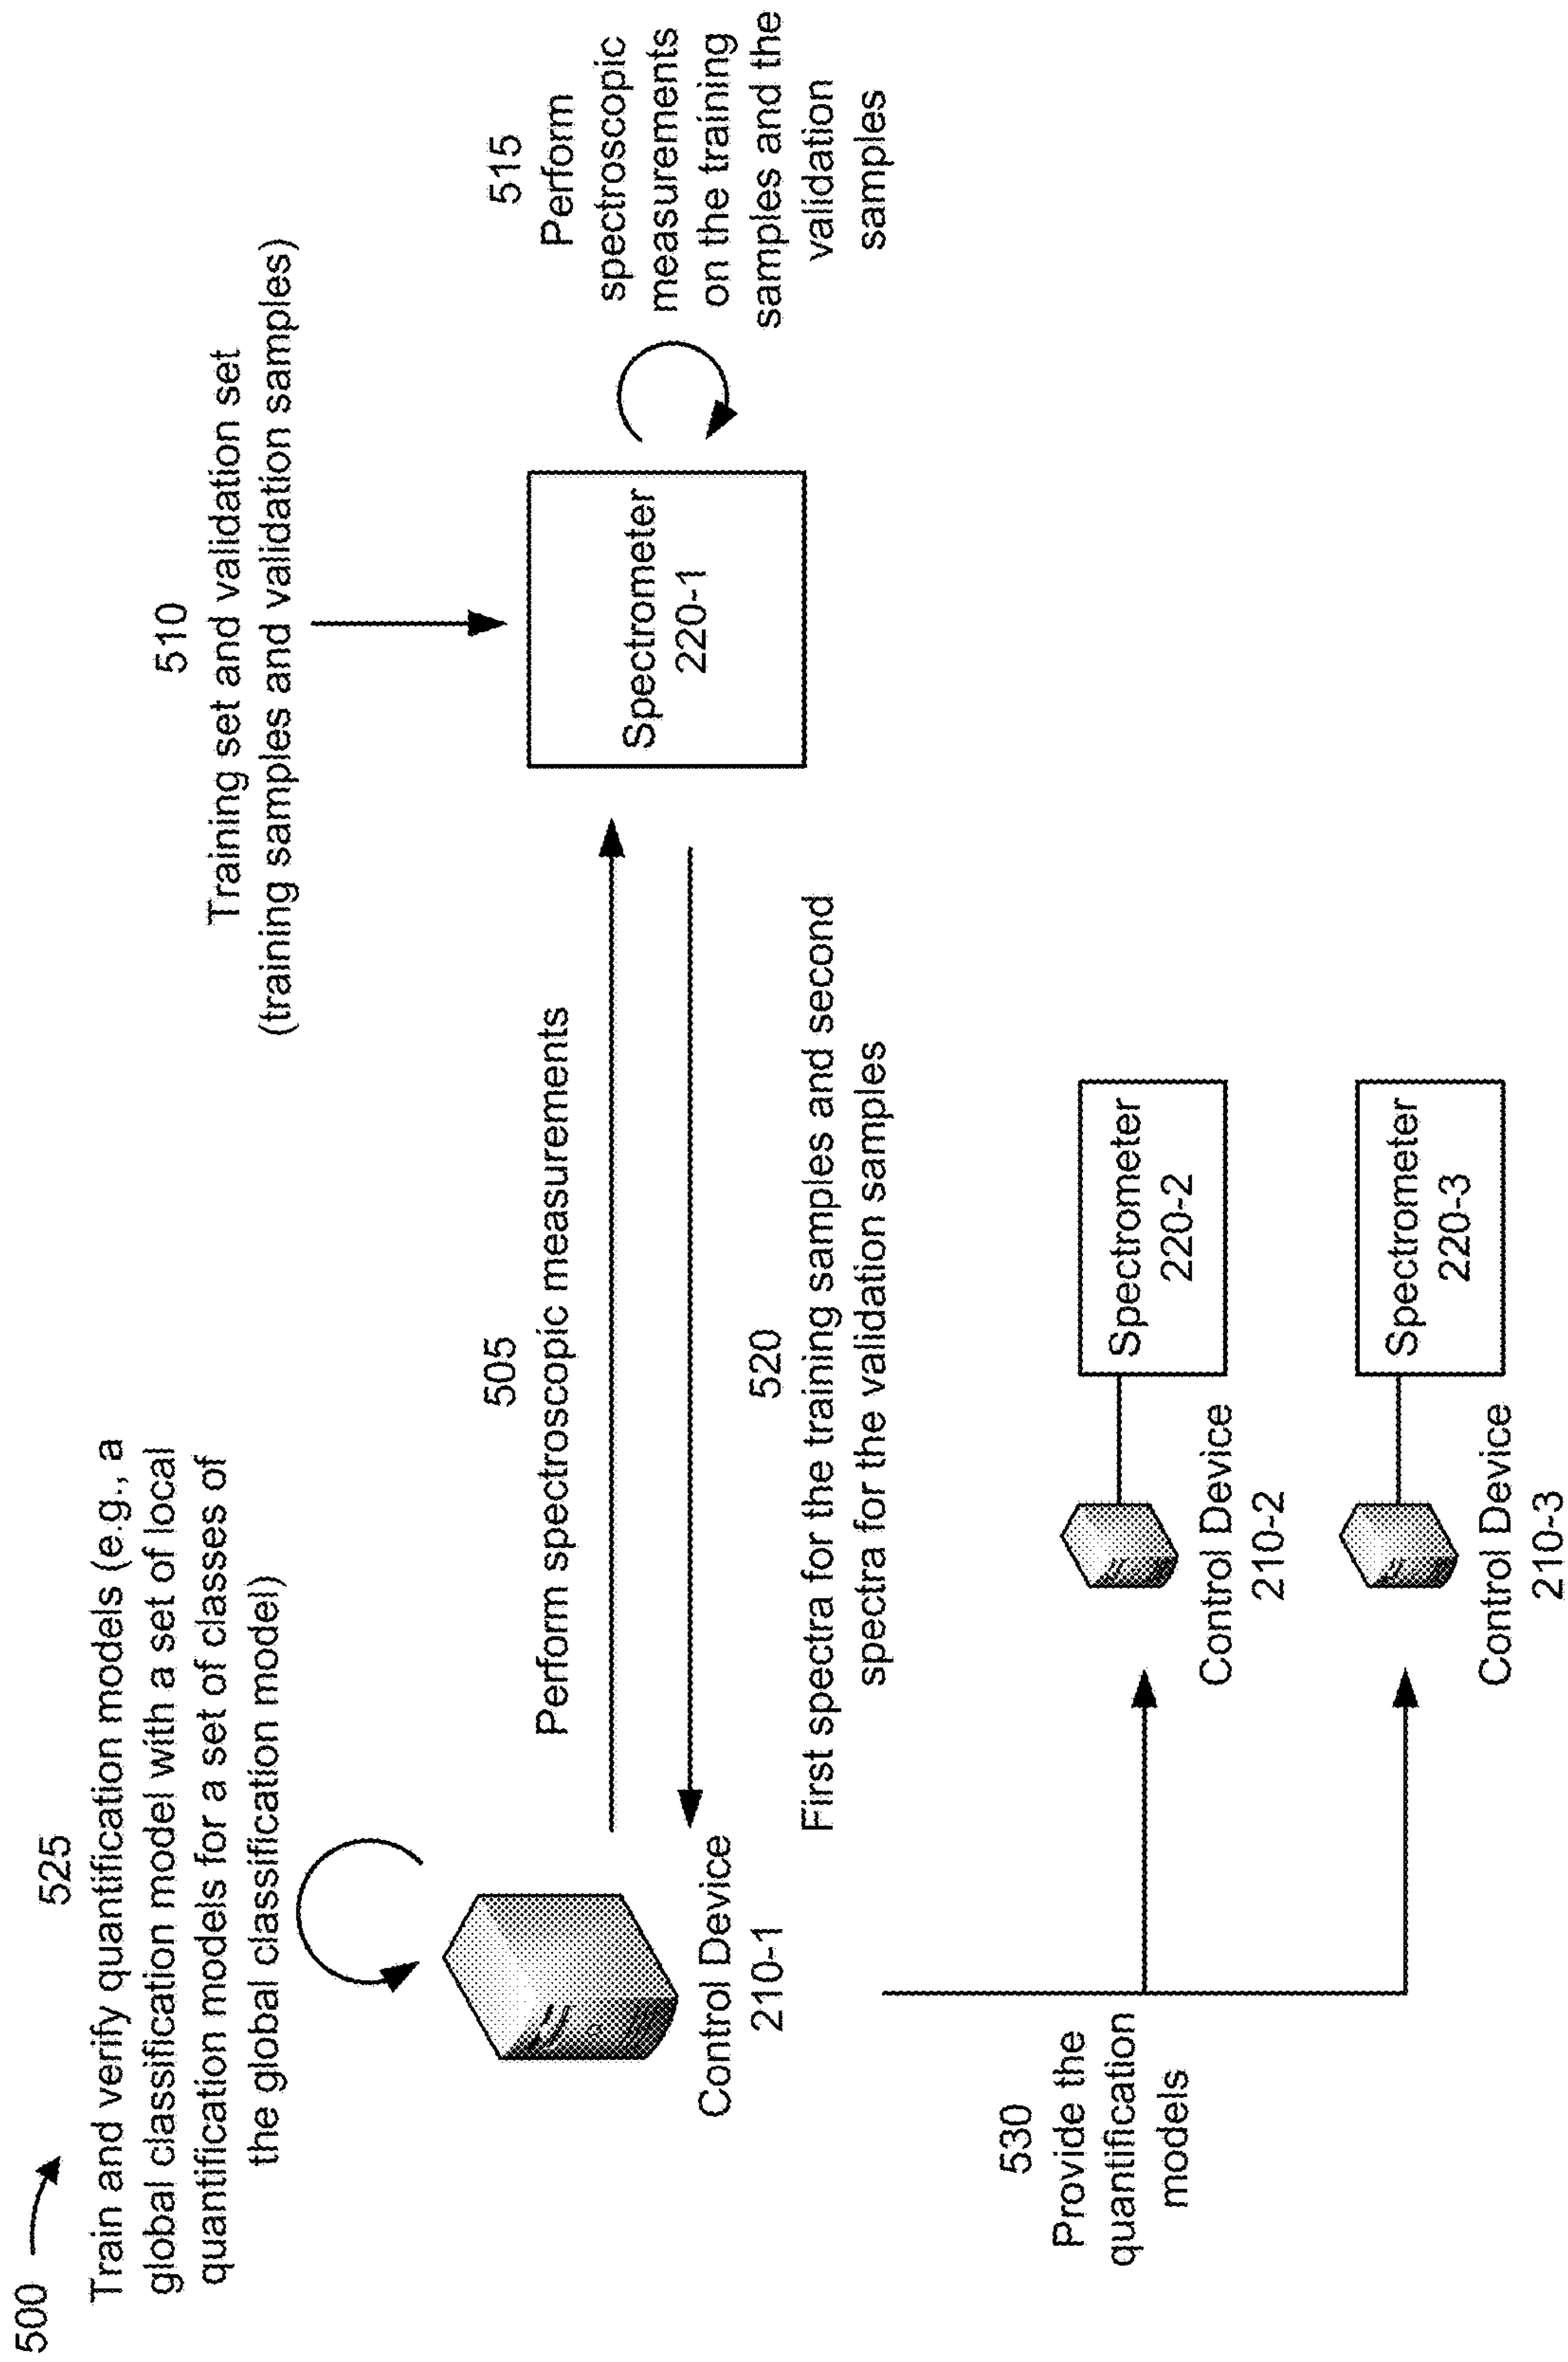 500
525
Train and verify quantification models (e.g., a
global classification model with a set of local
quantification models for a set of classes of
the global classification model)
510
Training set and validation set
(training samples and validation samples)
505
Perform spectroscopic measurements
515
Perform
spectroscopic
measurements
on the training
samples and the
validation
samples
Spectrometer
220-1
Control Device
210-1
520
First spectra for the training samples and second
spectra for the validation samples
530
Provide the
quantification
models
Spectrometer
220-2
Control Device
210-2
Spectrometer
220-3
Control Device
210-3